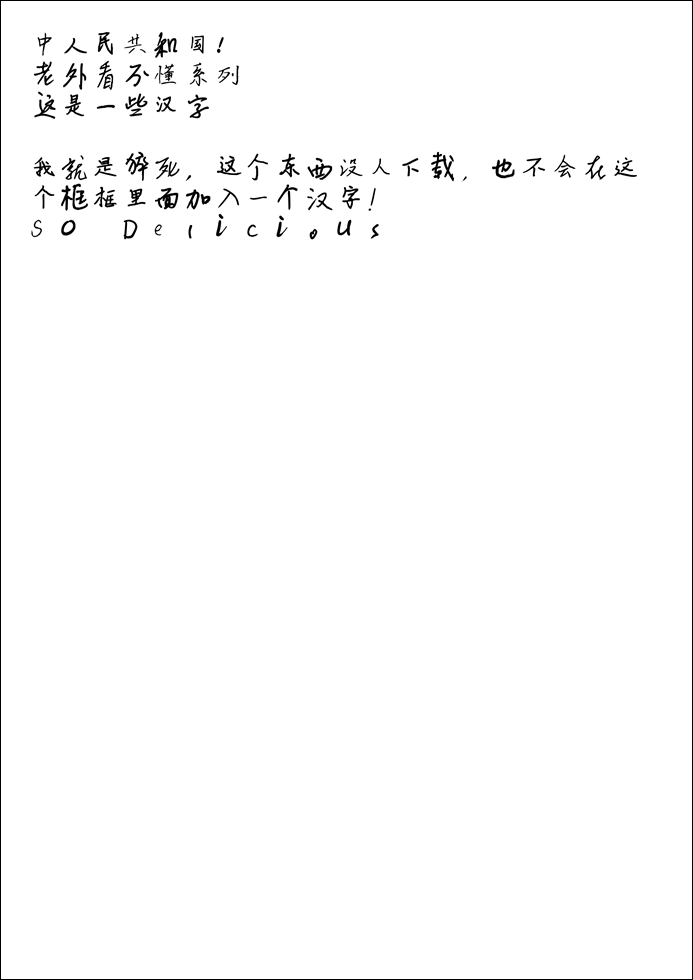 中人民共和国!
老外看不懂系列
这是一些汉字
我就是猝死,这个东西没人下载,也不会在这
个框框里面加入一个汉字!
SO Delicious